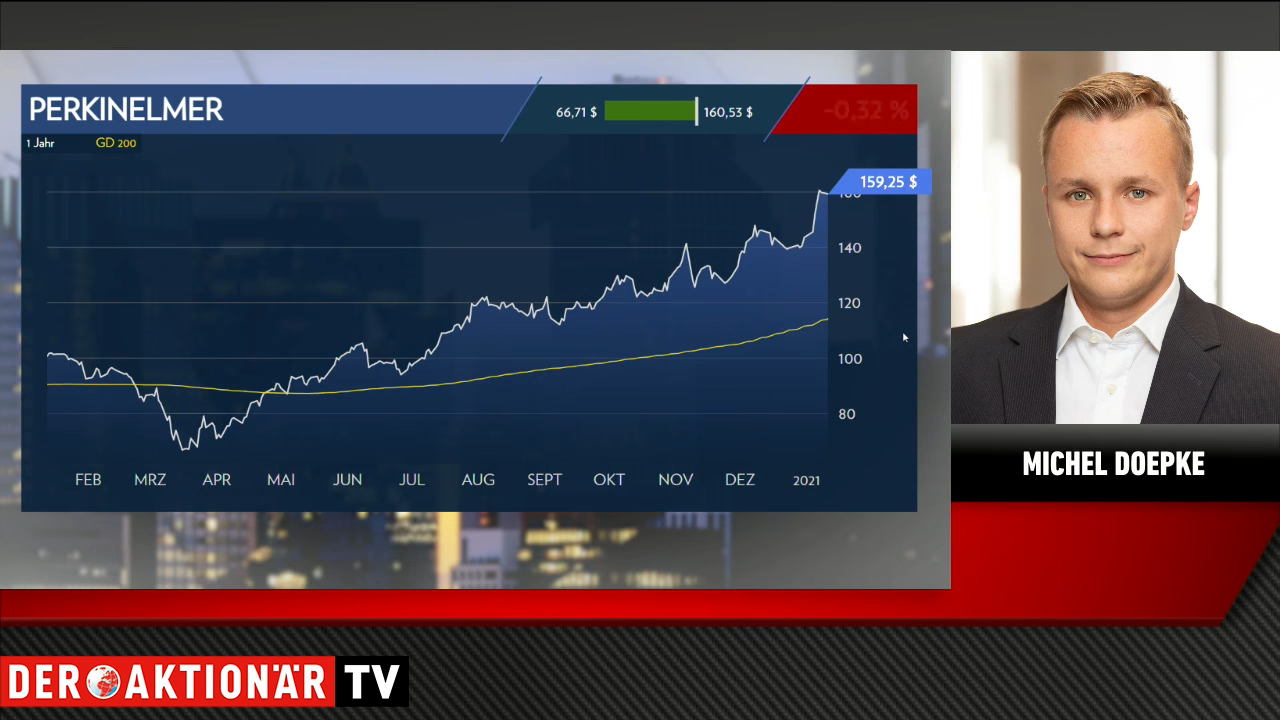 PERKINELMER
66,71 $
160,53 $
-0,32 %
1 Jahr
GD 200
159,25 $
160
140
120
100
80
FEB
MRZ
APR
MAI
JUN
JUL
AUG
SEPT
OKT
NOV
DEZ
2021
MICHEL DOEPKE
DER AKTIONÄR TV